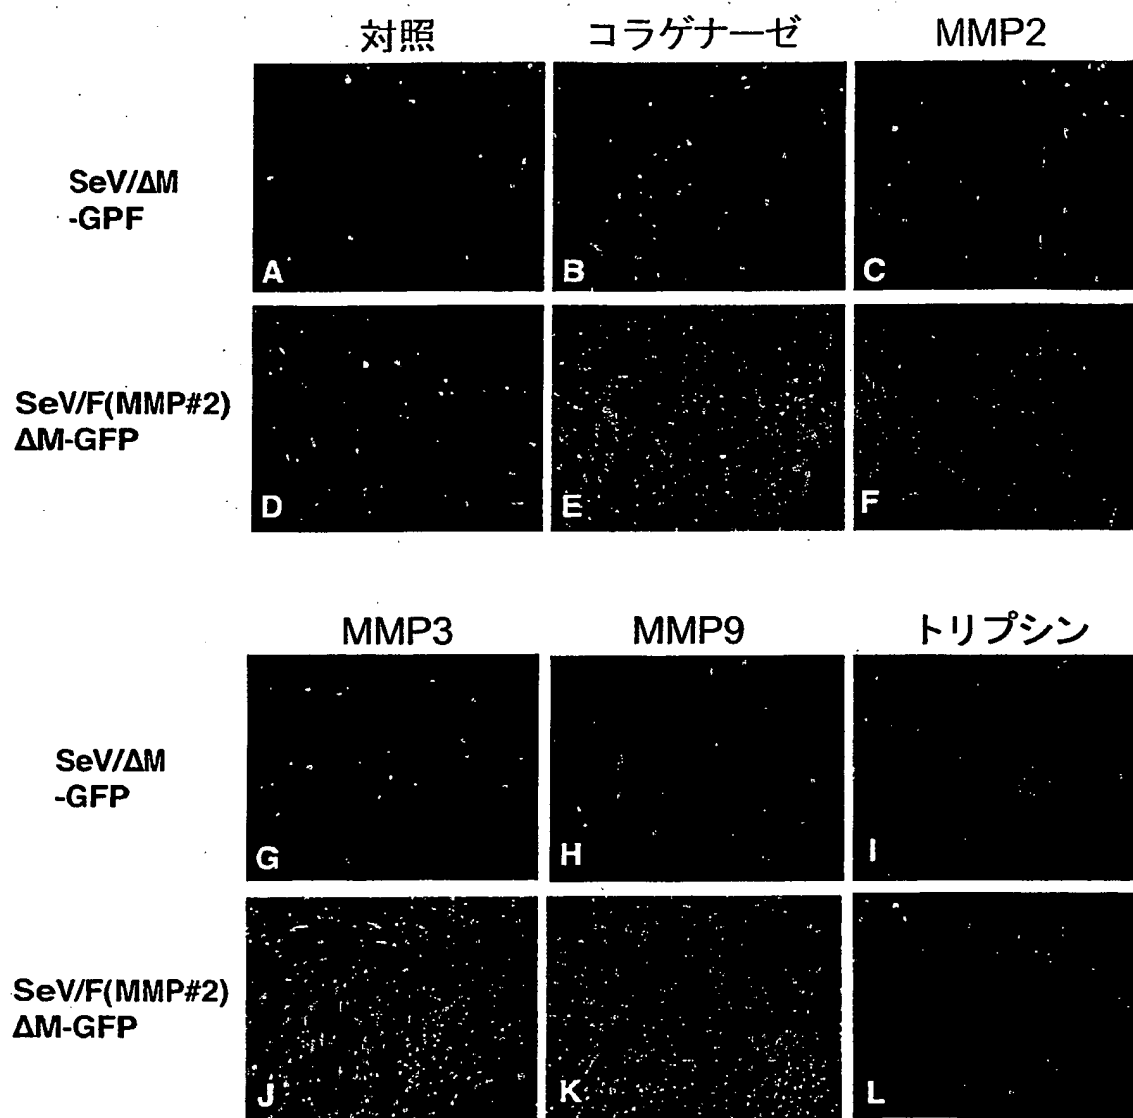 対照 コラゲナーゼ MMP2
SeV/ΔM
-GPF
A B C
SeV/F(MMP#2)
ΔM-GFP
D E F
MMP3 MMP9 トリプシン
SeV/ΔM
-GFP
G H I
SeV/F(MMP#2)
ΔM-GFP
J K L